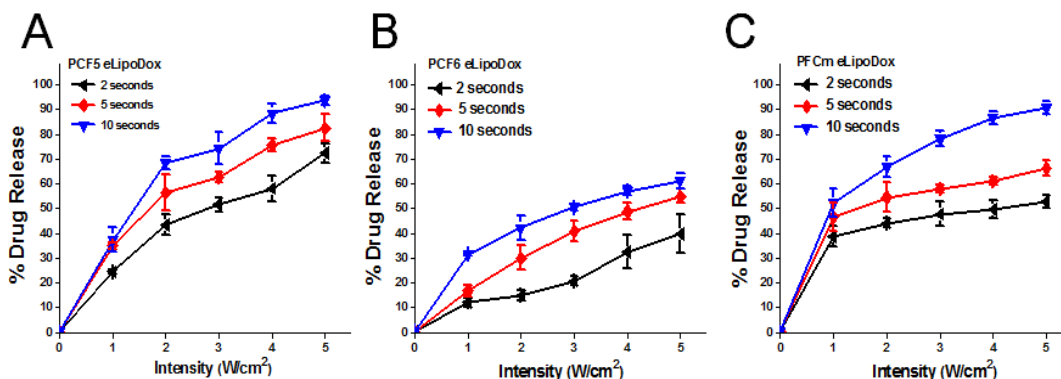 A
PCF5 eLipoDox
2 seconds
5 seconds
10 seconds
% Drug Release
100
90
80
70
60
50
40
30
20
10
0
0 1 2 3 4 5
Intensity (W/cm²)
B
PCF6 eLipoDox
2 seconds
5 seconds
10 seconds
% Drug Release
100
90
80
70
60
50
40
30
20
10
0
0 1 2 3 4 5
Intensity (W/cm²)
C
PFCm eLipoDox
2 seconds
5 seconds
10 seconds
% Drug Release
100
90
80
70
60
50
40
30
20
10
0
0 1 2 3 4 5
Intensity (W/cm²)